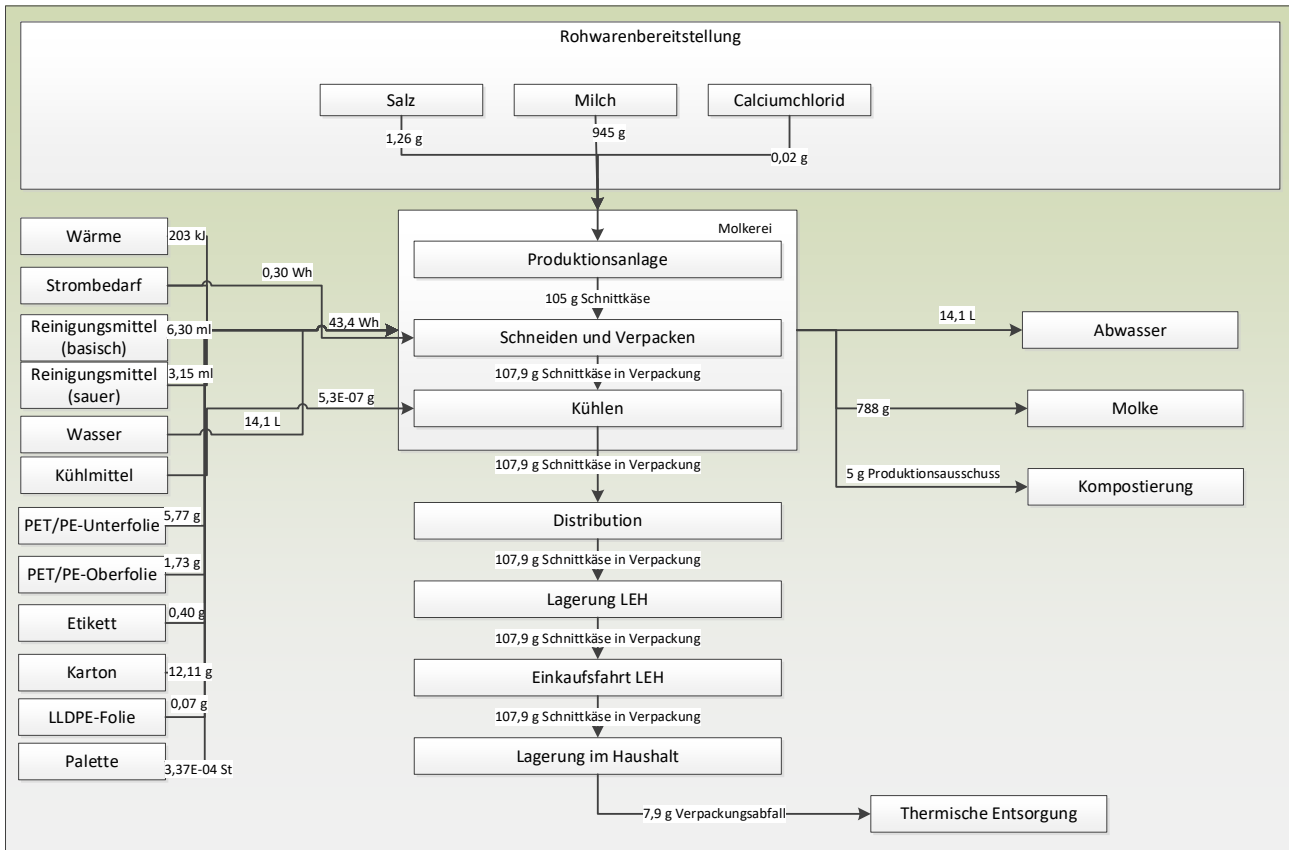 Rohwarenbereitstellung
Salz
Milch
Calciumchlorid
1,26 g
945 g
0,02 g
Wärme
203 kJ
Strombedarf
0,30 Wh
Reinigungsmittel
(basisch)
6,30 ml
43,4 Wh
Reinigungsmittel
(sauer)
3,15 ml
Wasser
14,1 L
Kühlmittel
5,3E-07 g
PET/PE-Unterfolie
5,77 g
PET/PE-Oberfolie
1,73 g
Etikett
0,40 g
Karton
12,11 g
LLDPE-Folie
0,07 g
Palette
3,37E-04 St
Molkerei
Produktionsanlage
105 g Schnittkäse
Schneiden und Verpacken
107,9 g Schnittkäse in Verpackung
Kühlen
107,9 g Schnittkäse in Verpackung
Distribution
107,9 g Schnittkäse in Verpackung
Lagerung LEH
107,9 g Schnittkäse in Verpackung
Einkaufsfahrt LEH
107,9 g Schnittkäse in Verpackung
Lagerung im Haushalt
7,9 g Verpackungsabfall
Thermische Entsorgung
14,1 L
Abwasser
788 g
Molke
5 g Produktionsausschuss
Kompostierung